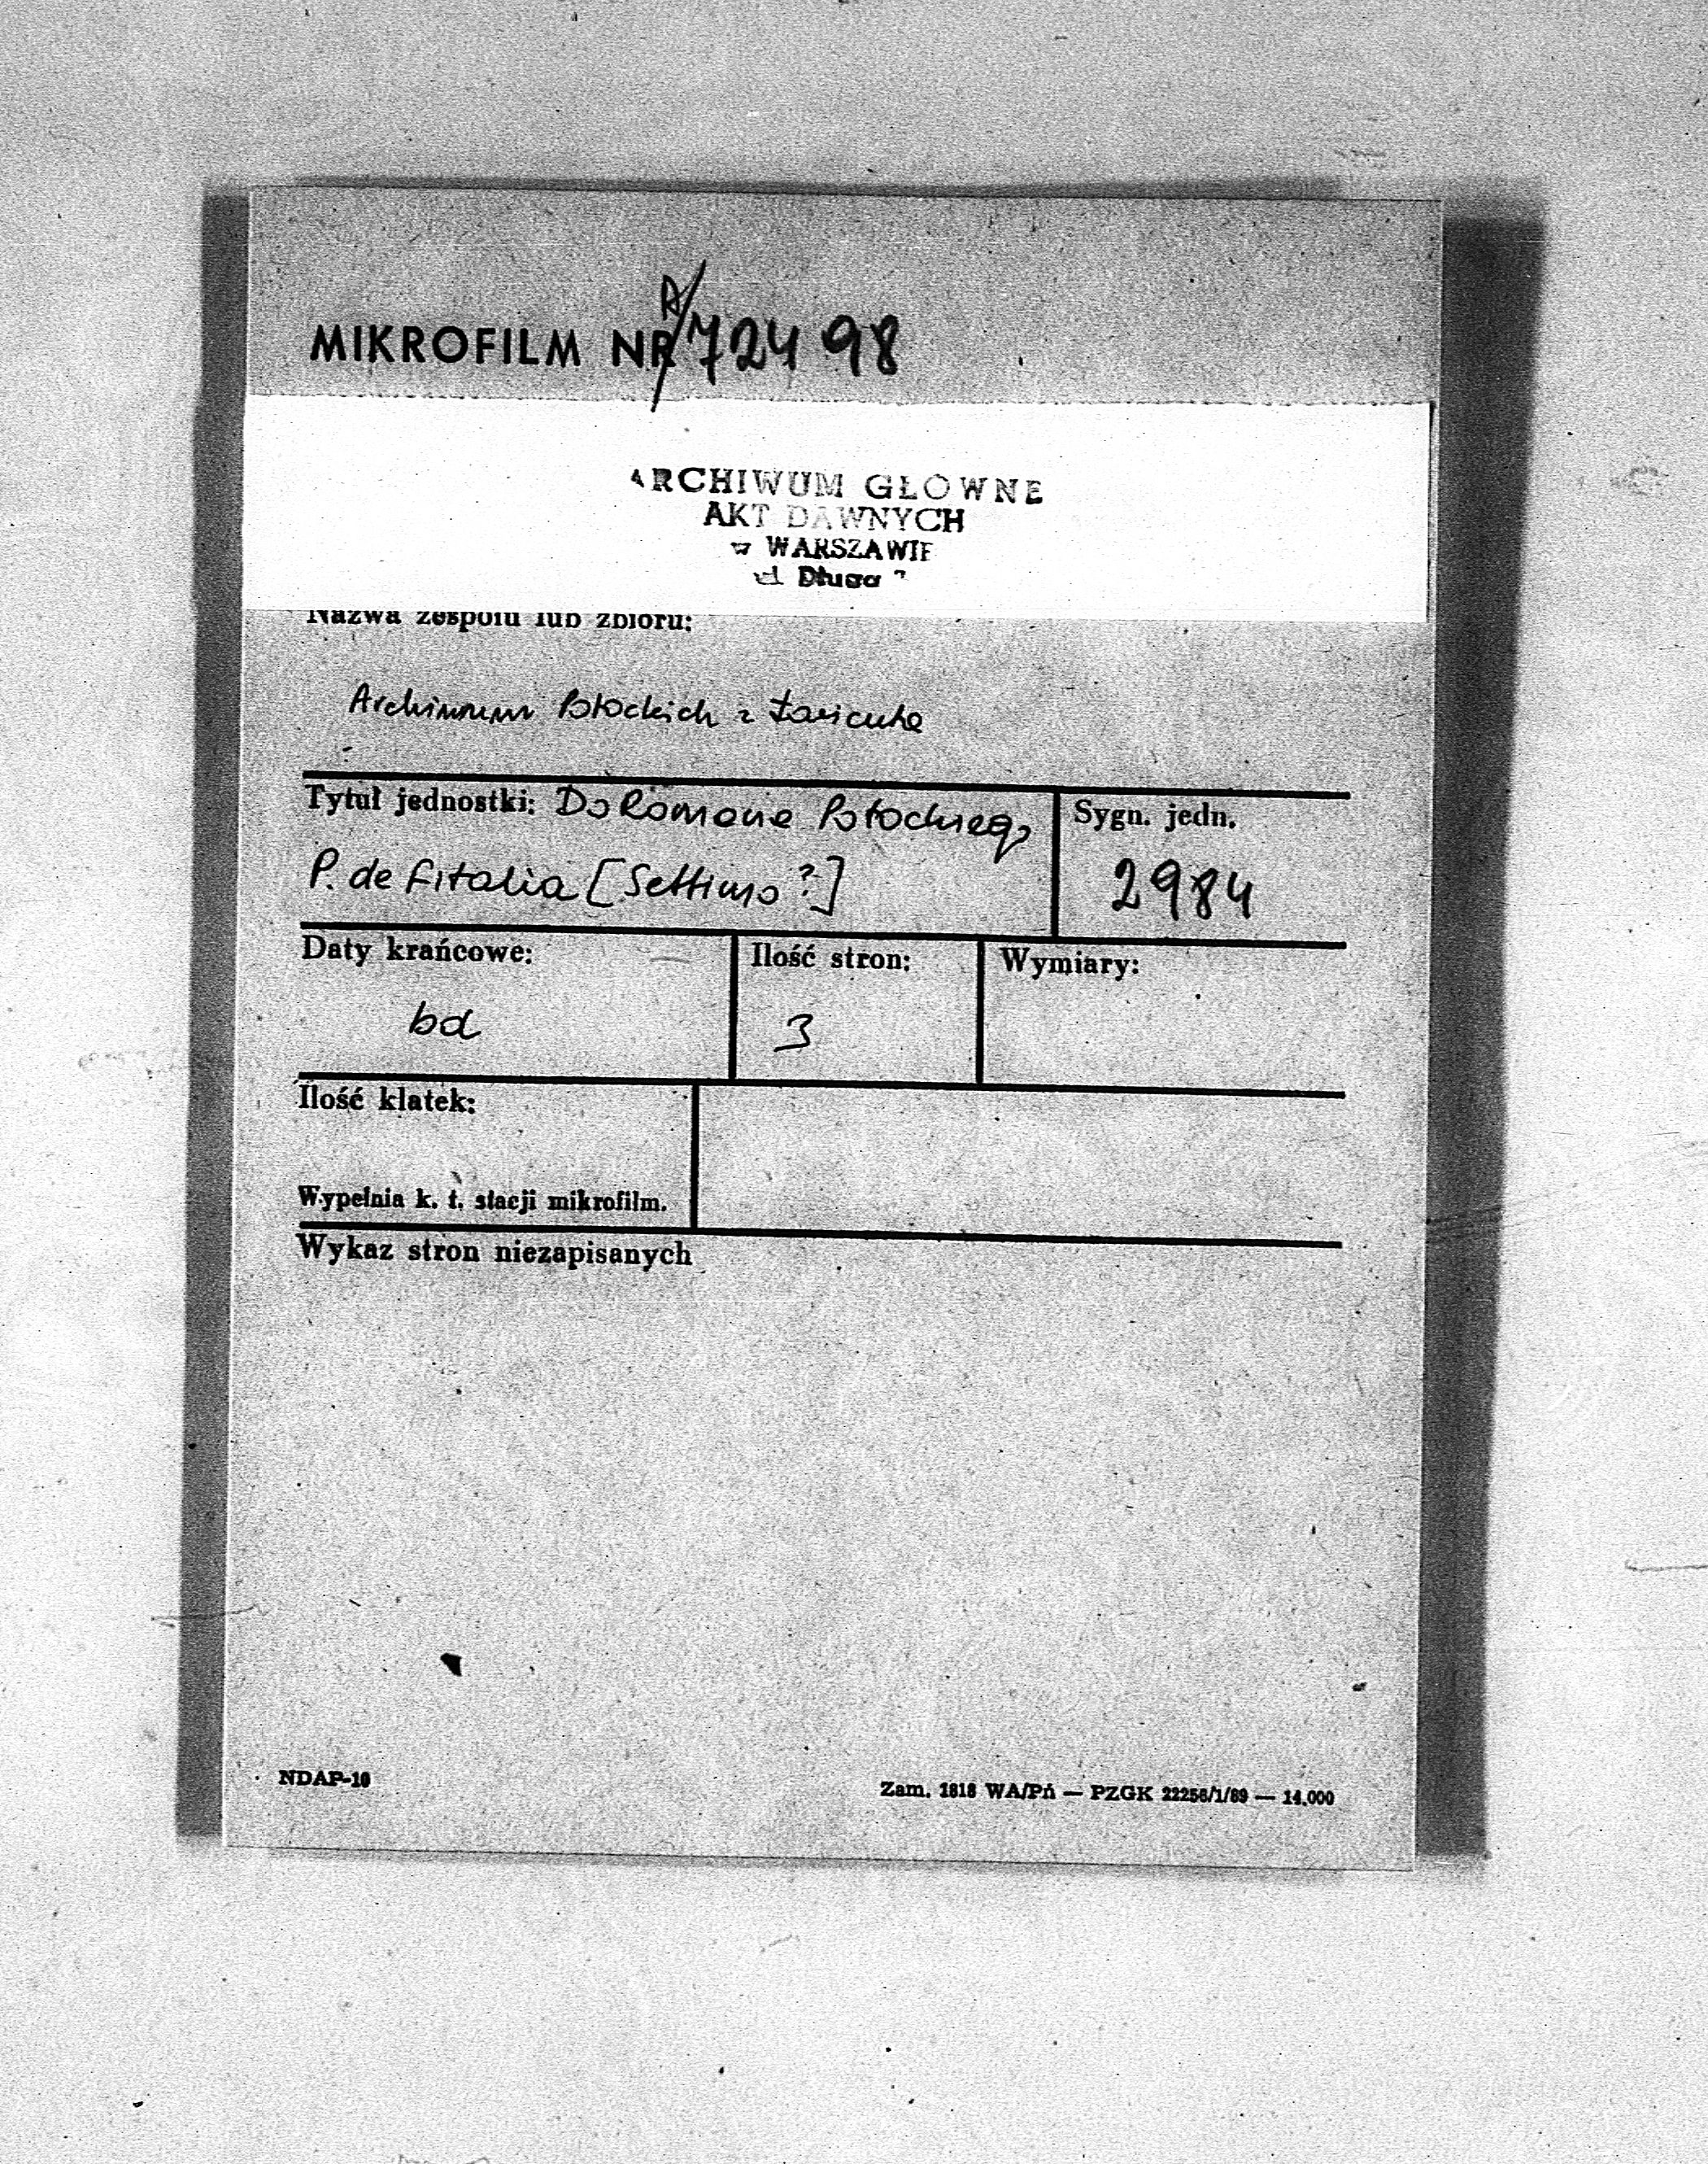 A/
MIKROFILM NR 72498
ARCHIWUM GŁÓWNE
AKT DAWNYCH
w WARSZAWIE
ul Długa 7
Nazwa zespołu lub zbioru:
Archiwum Potockich z Łańcuta
Tytuł jednostki: Do Romana Potockiego
P. de Fitalia [Settimo?]
Sygn. jedn.
2984
Daty krańcowe:
bd
Ilość stron:
3
Wymiary:
Ilość klatek:
Wypełnia k. t. stacji mikrofilm.
Wykaz stron niezapisanych
NDAP-10
Zam. 1818 WA/Pń — PZGK 22258/1/89 — 14.000